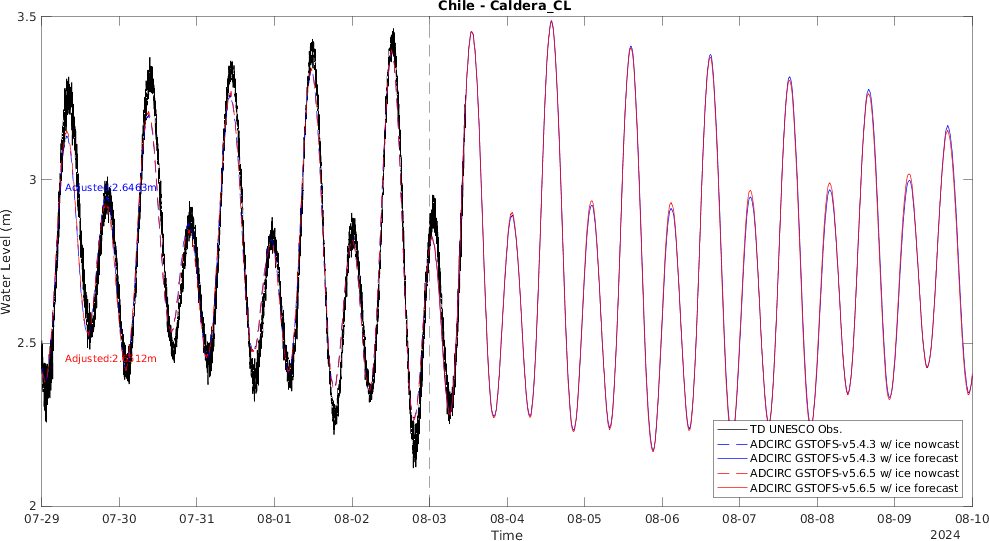 Chile - Caldera_CL
3.5
3
2.5
2
Water Level (m)
Adjusted:2.6463m
07-29
07-30
07-31
08-01
08-02
08-03
08-04
08-05
08-06
08-07
08-08
08-09
08-10
Time
2024
TD UNESCO Obs.
ADCIRC GSTOFS-v5.4.3 w/ ice nowcast
ADCIRC GSTOFS-v5.4.3 w/ ice forecast
ADCIRC GSTOFS-v5.6.5 w/ ice nowcast
ADCIRC GSTOFS-v5.6.5 w/ ice forecast